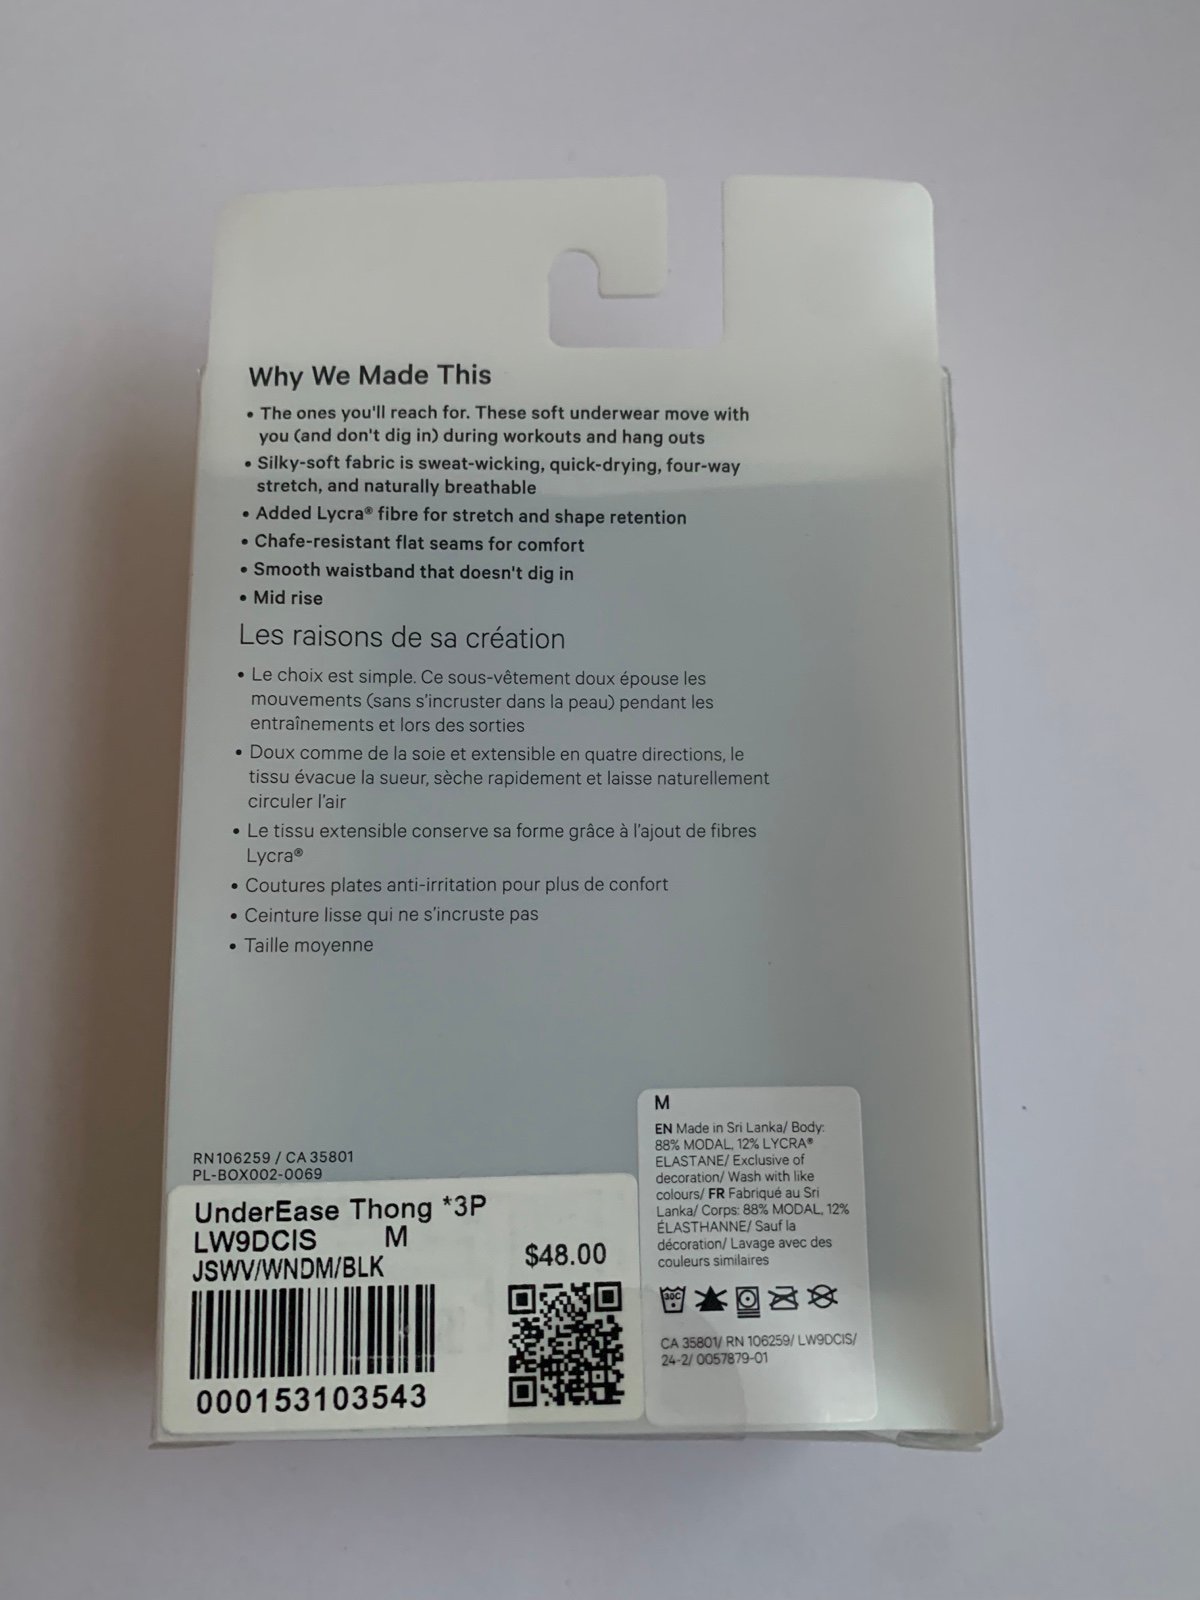 Why We Made This
• The ones you'll reach for. These soft underwear move with
you (and don't dig in) during workouts and hang outs
• Silky-soft fabric is sweat-wicking, quick-drying, four-way
stretch, and naturally breathable
• Added Lycra® fibre for stretch and shape retention
• Chafe-resistant flat seams for comfort
• Smooth waistband that doesn't dig in
• Mid rise
Les raisons de sa création
• Le choix est simple. Ce sous-vêtement doux épouse les
mouvements (sans s'incruster dans la peau) pendant les
entraînements et lors des sorties
• Doux comme de la soie et extensible en quatre directions, le
tissu évacue la sueur, sèche rapidement et laisse naturellement
circuler l'air
• Le tissu extensible conserve sa forme grâce à l'ajout de fibres
Lycra®
• Coutures plates anti-irritation pour plus de confort
• Ceinture lisse qui ne s'incruste pas
• Taille moyenne
RN106259 / CA 35801
PL-BOX002-0069
UnderEase Thong *3P
LW9DCIS M
JSWV/WNDM/BLK
$48.00
000153103543
M
EN Made in Sri Lanka/ Body:
88% MODAL, 12% LYCRA®
ELASTANE/ Exclusive of
decoration/ Wash with like
colours/ FR Fabriqué au Sri
Lanka/ Corps: 88% MODAL, 12%
ÉLASTHANNE/ Sauf la
décoration/ Lavage avec des
couleurs similaires
30C
CA 35801/ RN 106259/ LW9DCIS/
24-2/ 0057879-01